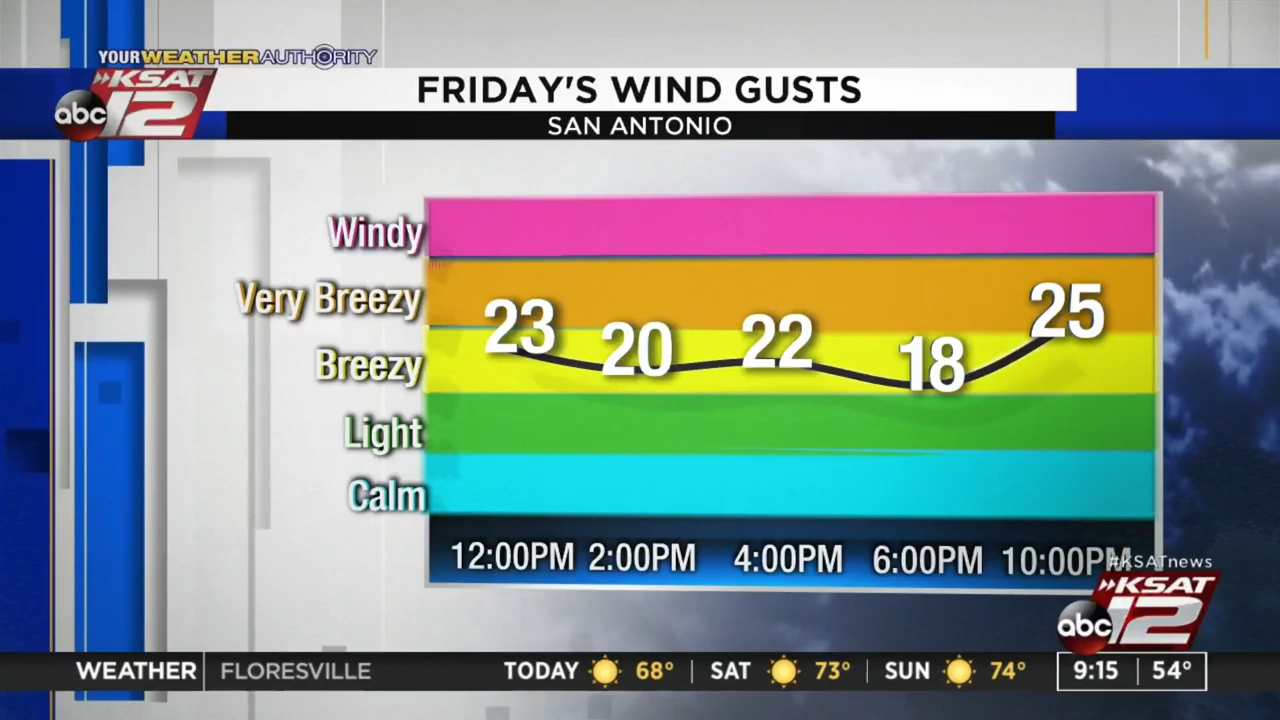 YOUR WEATHER AUTHORITY
KSAT
abc 12
FRIDAY'S WIND GUSTS
SAN ANTONIO
Windy
Very Breezy
Breezy
Light
Calm
23 20 22 18 25
12:00PM 2:00PM 4:00PM 6:00PM 10:00PM
#KSATnews
KSAT
abc 12
WEATHER FLORESVILLE TODAY 68° SAT 73° SUN 74° 9:15 54°